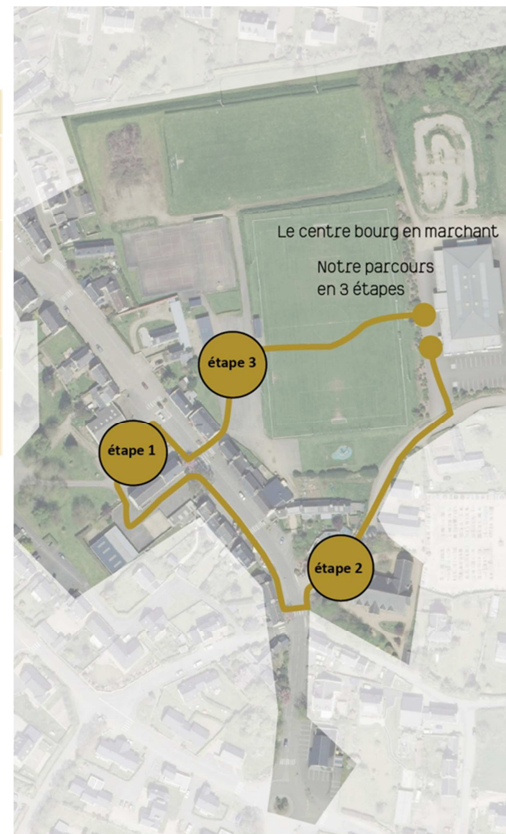 Le centre bourg en marchant
Notre parcours
en 3 étapes
étape 3
étape 1
étape 2